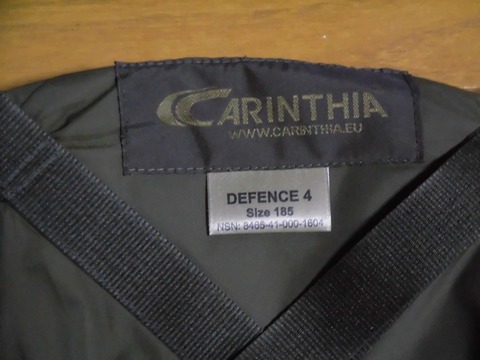 CARINTHIA
WWW.CARINTHIA.EU
DEFENCE 4
Size 185
NSN: 8465-41-000-1604